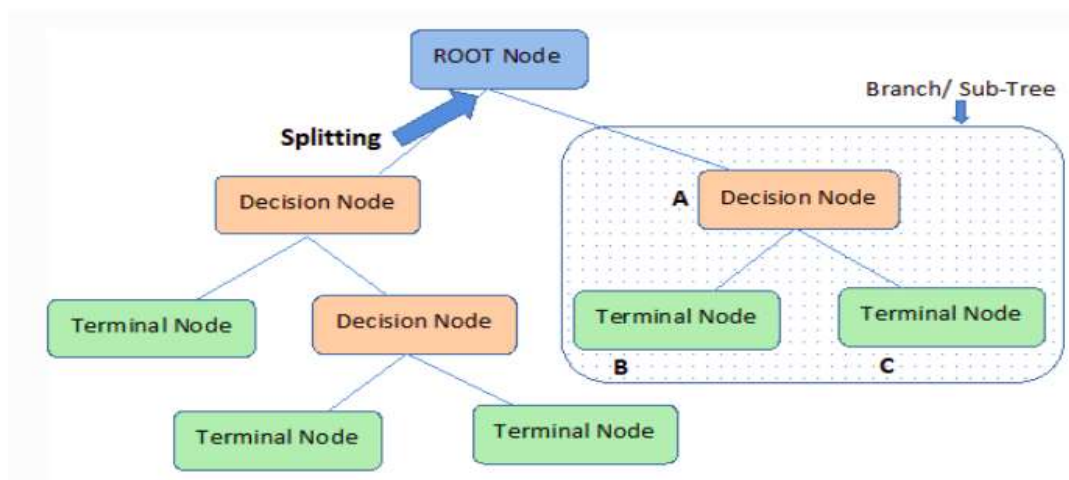 ROOT Node
Branch/ Sub-Tree
Splitting
Decision Node
A
Decision Node
Terminal Node
Decision Node
Terminal Node
Terminal Node
B
C
Terminal Node
Terminal Node